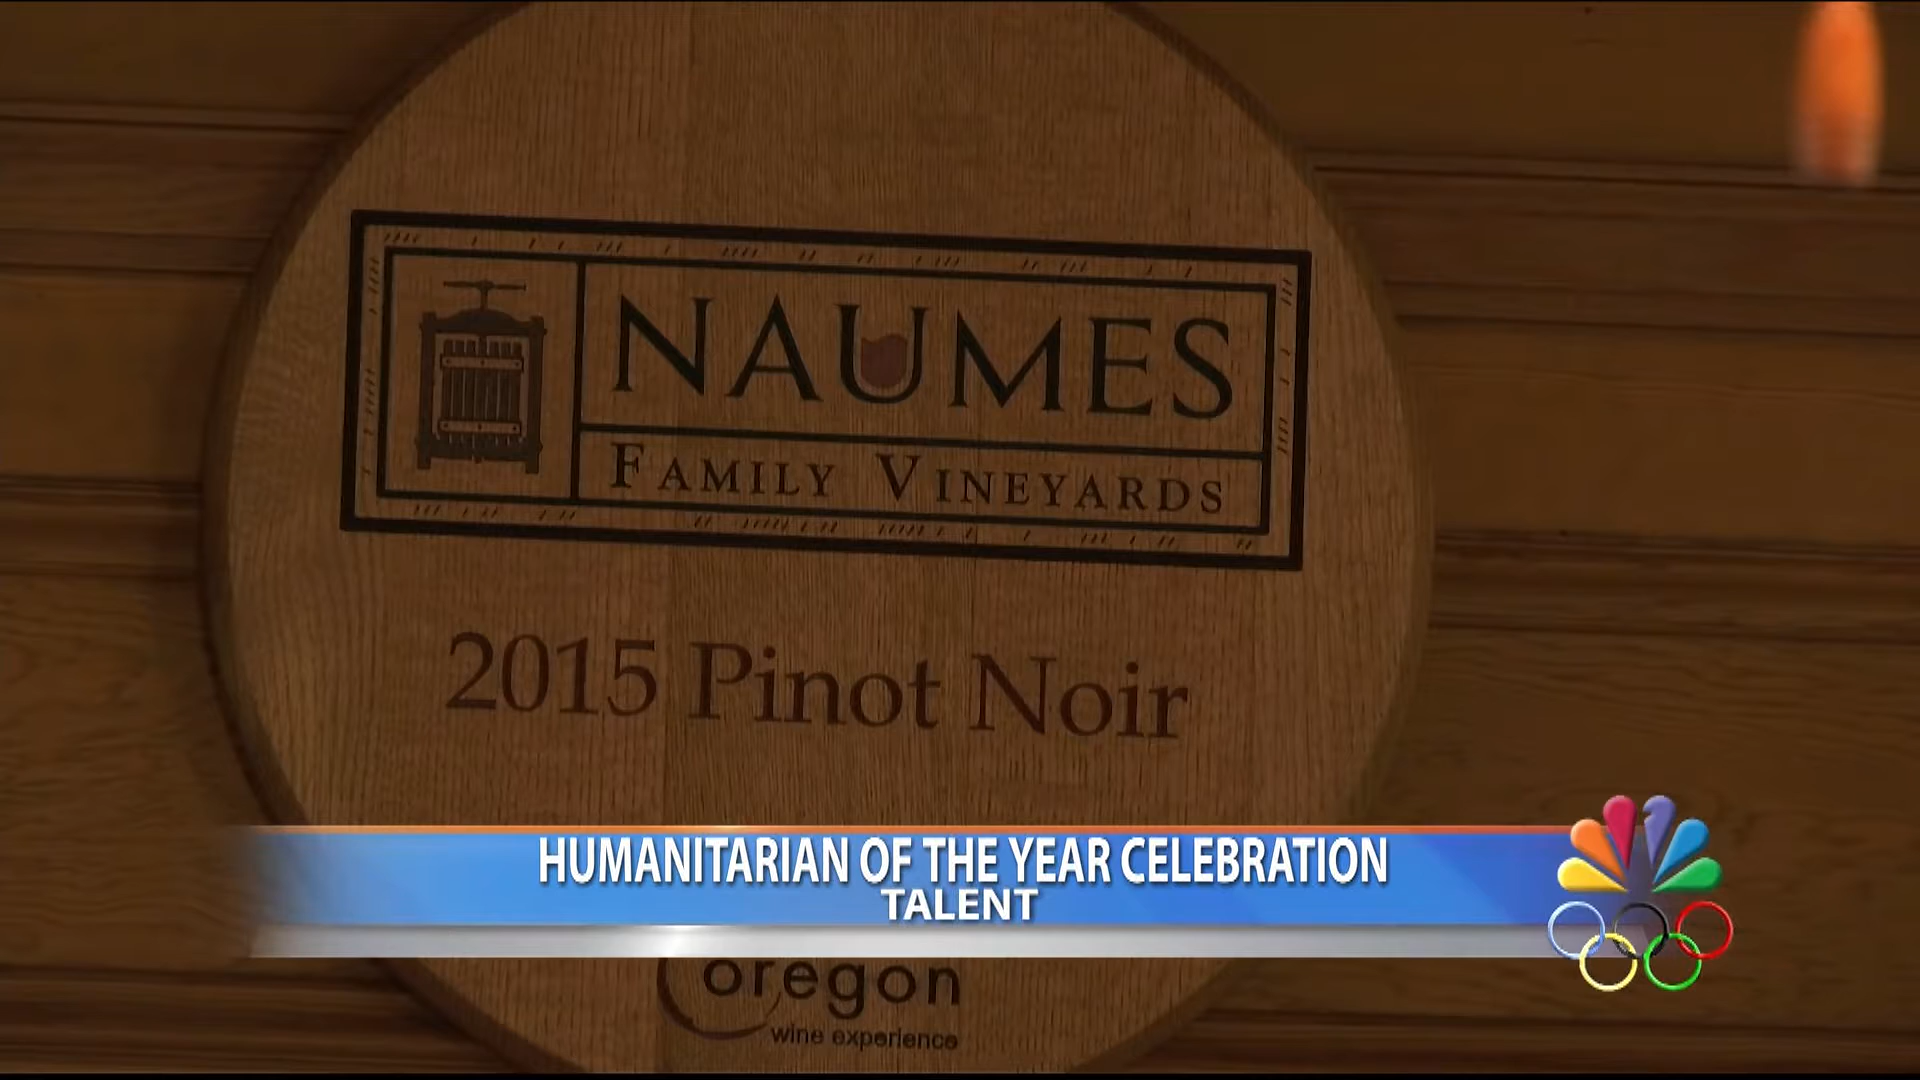 NAUMES
FAMILY VINEYARDS
2015 Pinot Noir
HUMANITARIAN OF THE YEAR CELEBRATION
TALENT
oregon
wine experience